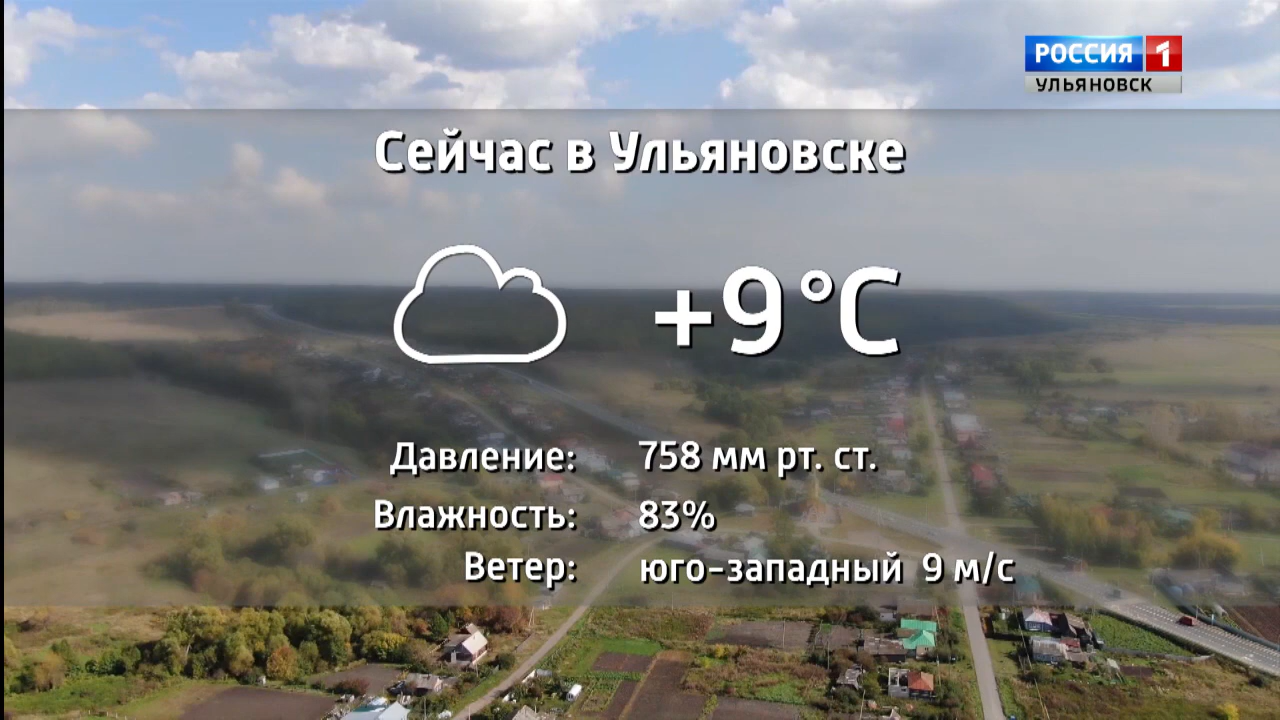 РОССИЯ 1
УЛЬЯНОВСК
Сейчас в Ульяновске
+9°C
Давление: 758 мм рт. ст.
Влажность: 83%
Ветер: юго-западный 9 м/с